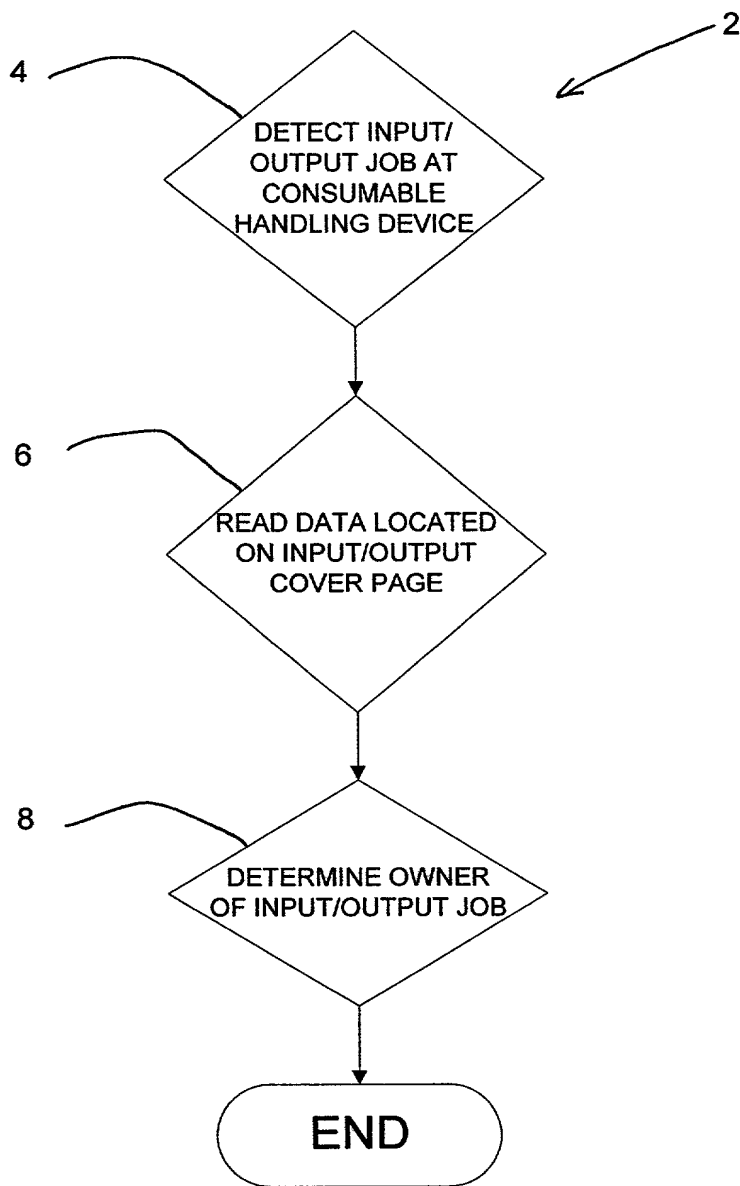 2
4
DETECT INPUT/
OUTPUT JOB AT
CONSUMABLE
HANDLING DEVICE
6
READ DATA LOCATED
ON INPUT/OUTPUT
COVER PAGE
8
DETERMINE OWNER
OF INPUT/OUTPUT JOB
END